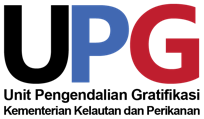 UPG
Unit Pengendalian Gratifikasi
Kementerian Kelautan dan Perikanan